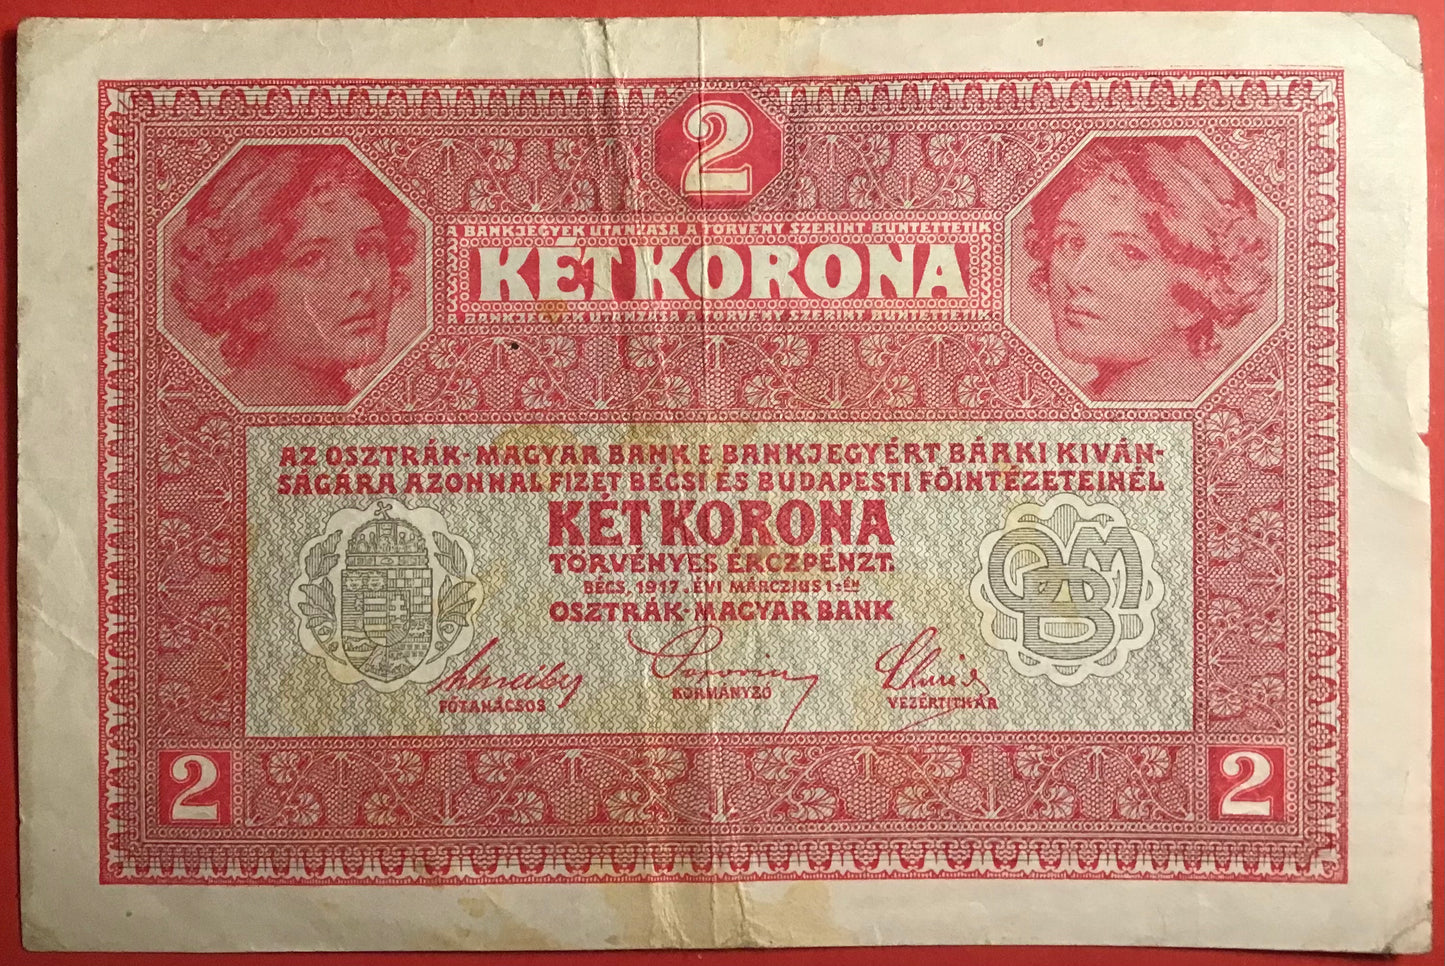 2
A BANKJEGYEK UTÁNZÁSA A TÖRVÉNY SZERINT BÜNTETTETIK
KÉT KORONA
A BANKJEGYEK UTÁNZÁSA A TÖRVÉNY SZERINT BÜNTETTETIK
AZ OSZTRÁK-MAGYAR BANK E BANKJEGYÉRT BÁRKI KIVÁN-
SÁGÁRA AZONNAL FIZET BÉCSI ÉS BUDAPESTI FŐINTÉZETEINÉL
KÉT KORONA
TÖRVÉNYES ÉRCZPÉNZT.
BÉCS, 1917. ÉVI MÁRCZIUS 1-ÉN
OSZTRÁK-MAGYAR BANK
OMB
FŐTANÁCSOS
KORMÁNYZÓ
VEZÉRTITKÁR
2
2